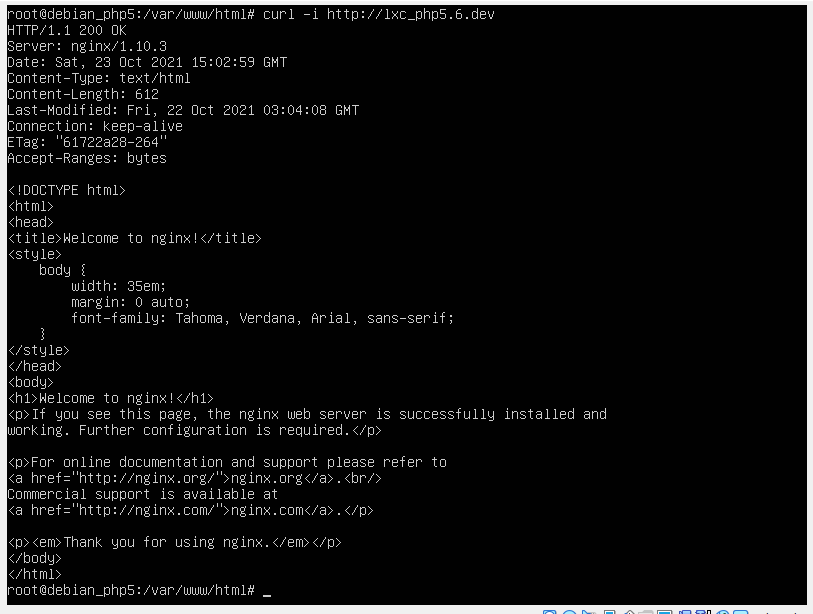 root@debian_php5:/var/www/html# curl -i http://lxc_php5.6.dev
HTTP/1.1 200 OK
Server: nginx/1.10.3
Date: Sat, 23 Oct 2021 15:02:59 GMT
Content-Type: text/html
Content-Length: 612
Last-Modified: Fri, 22 Oct 2021 03:04:08 GMT
Connection: keep-alive
ETag: "61722a28-264"
Accept-Ranges: bytes

<!DOCTYPE html>
<html>
<head>
<title>Welcome to nginx!</title>
<style>
    body {
        width: 35em;
        margin: 0 auto;
        font-family: Tahoma, Verdana, Arial, sans-serif;
    }
</style>
</head>
<body>
<h1>Welcome to nginx!</h1>
<p>If you see this page, the nginx web server is successfully installed and
working. Further configuration is required.</p>

<p>For online documentation and support please refer to
<a href="http://nginx.org/">nginx.org</a>.<br/>
Commercial support is available at
<a href="http://nginx.com/">nginx.com</a>.</p>

<p><em>Thank you for using nginx.</em></p>
</body>
</html>
root@debian_php5:/var/www/html# _